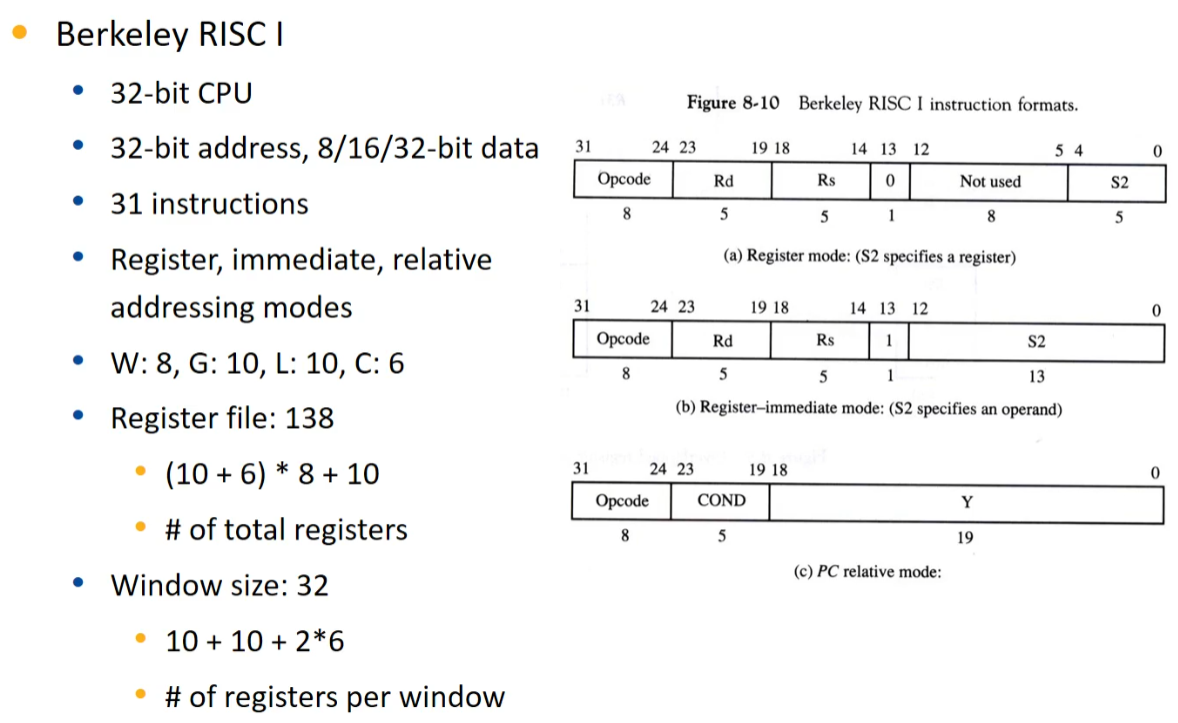 Berkeley RISC I
32-bit CPU
32-bit address, 8/16/32-bit data
31 instructions
Register, immediate, relative
addressing modes
W: 8, G: 10, L: 10, C: 6
Register file: 138
(10 + 6) * 8 + 10
# of total registers
Window size: 32
10 + 10 + 2*6
# of registers per window
Figure 8-10 Berkeley RISC I instruction formats.
31 24 23 19 18 14 13 12 5 4 0
Opcode Rd Rs 0 Not used S2
8 5 5 1 8 5
(a) Register mode: (S2 specifies a register)
31 24 23 19 18 14 13 12 0
Opcode Rd Rs 1 S2
8 5 5 1 13
(b) Register–immediate mode: (S2 specifies an operand)
31 24 23 19 18 0
Opcode COND Y
8 5 19
(c) PC relative mode: